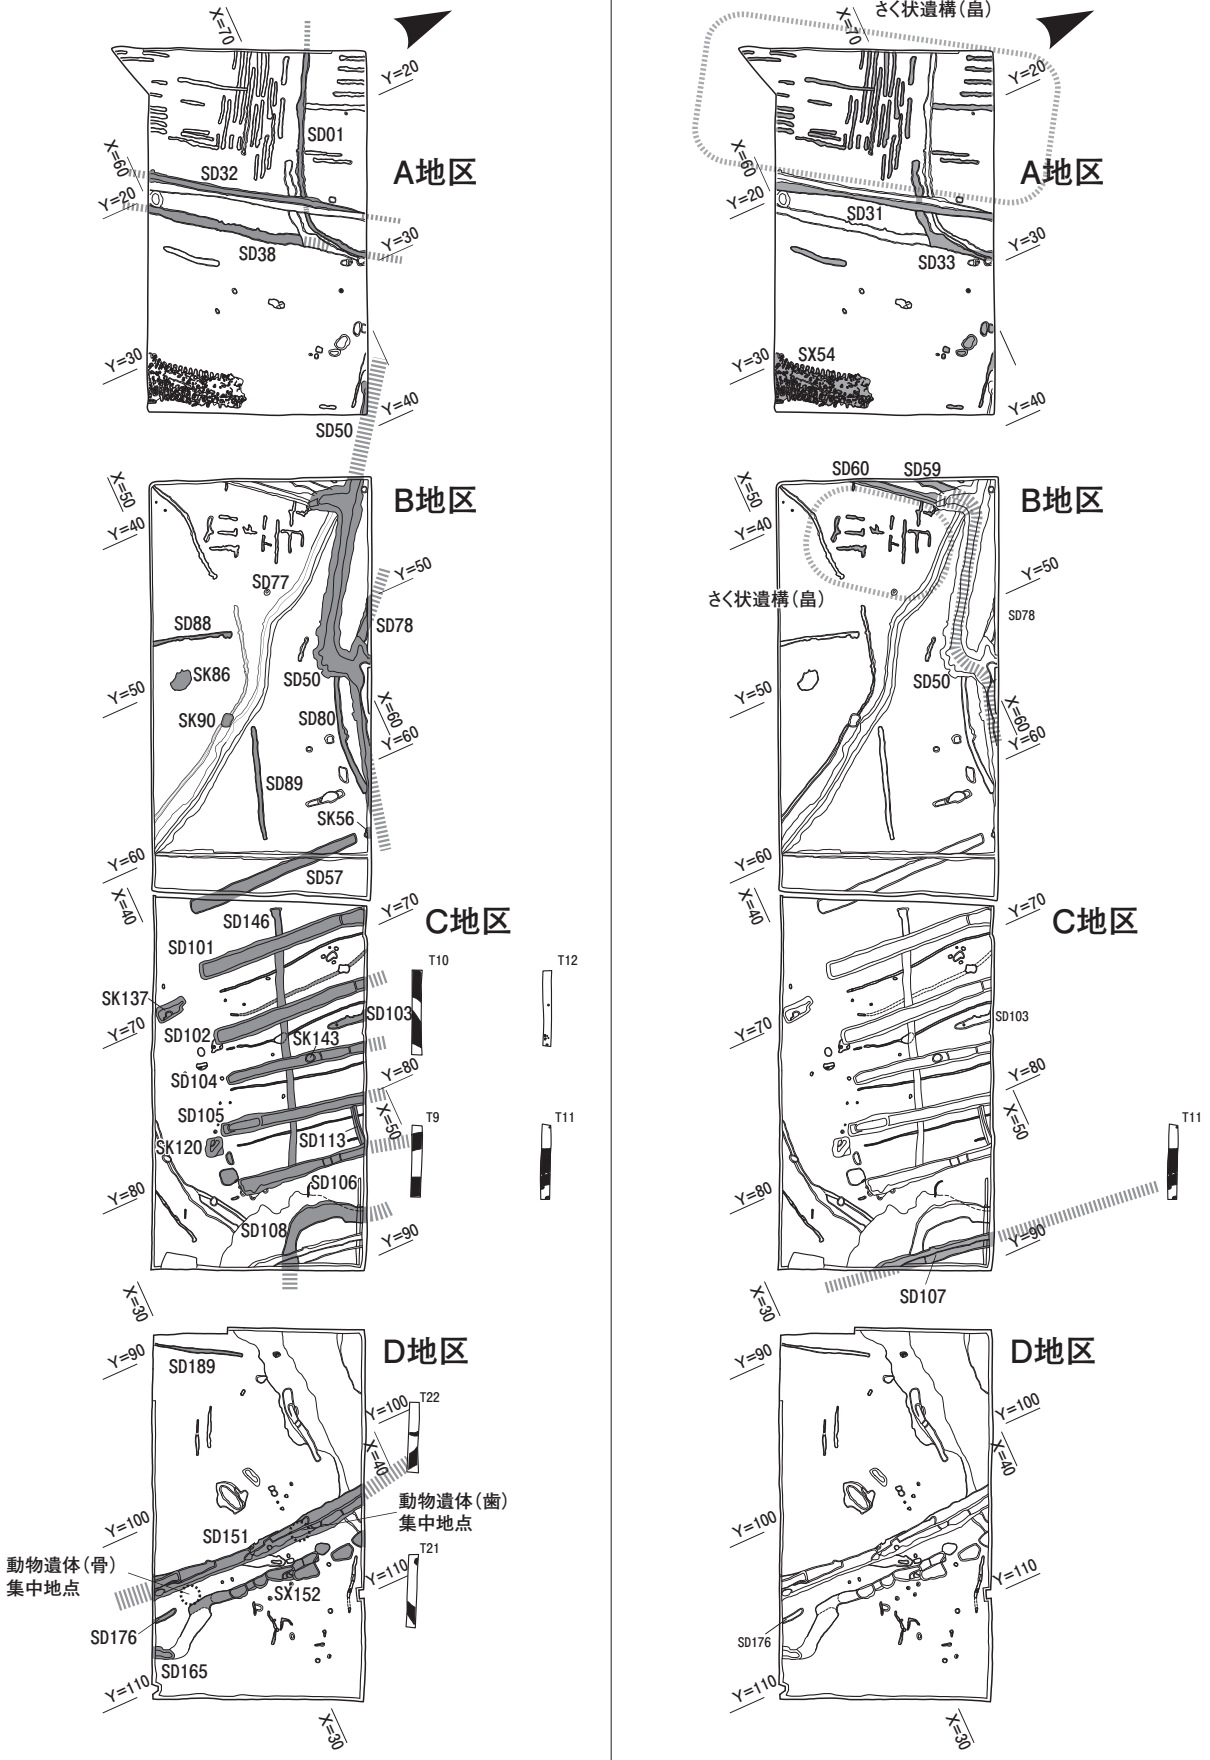 X=70
Y=20
SD01
X=60
SD32
A地区
Y=20
Y=30
SD38
Y=30
Y=40
SD50
X=50
B地区
Y=40
Y=50
SD77
SD88
SD78
SK86
SD50
X=60
Y=50
SK90
SD80
Y=60
SD89
SK56
Y=60
SD57
X=40
Y=70
SD146
C地区
SD101
T10
T12
SK137
SD103
Y=70
SD102
SK143
SD104
Y=80
SD105
X=50
T9
T11
SK120
SD113
SD106
Y=80
SD108
Y=90
X=30
D地区
Y=90
SD189
T22
Y=100
X=40
動物遺体(歯)
集中地点
Y=100
SD151
T21
動物遺体(骨)
集中地点
Y=110
SX152
SD176
SD165
Y=110
X=30
さく状遺構(畠)
X=70
Y=20
X=60
A地区
Y=20
SD31
Y=30
SD33
Y=30
SX54
Y=40
SD60
SD59
X=50
B地区
Y=40
Y=50
さく状遺構(畠)
SD78
SD50
Y=50
X=60
Y=60
Y=60
X=40
Y=70
C地区
SD103
Y=70
Y=80
X=50
T11
Y=80
Y=90
SD107
X=30
D地区
Y=90
Y=100
X=40
Y=100
Y=110
SD176
Y=110
X=30